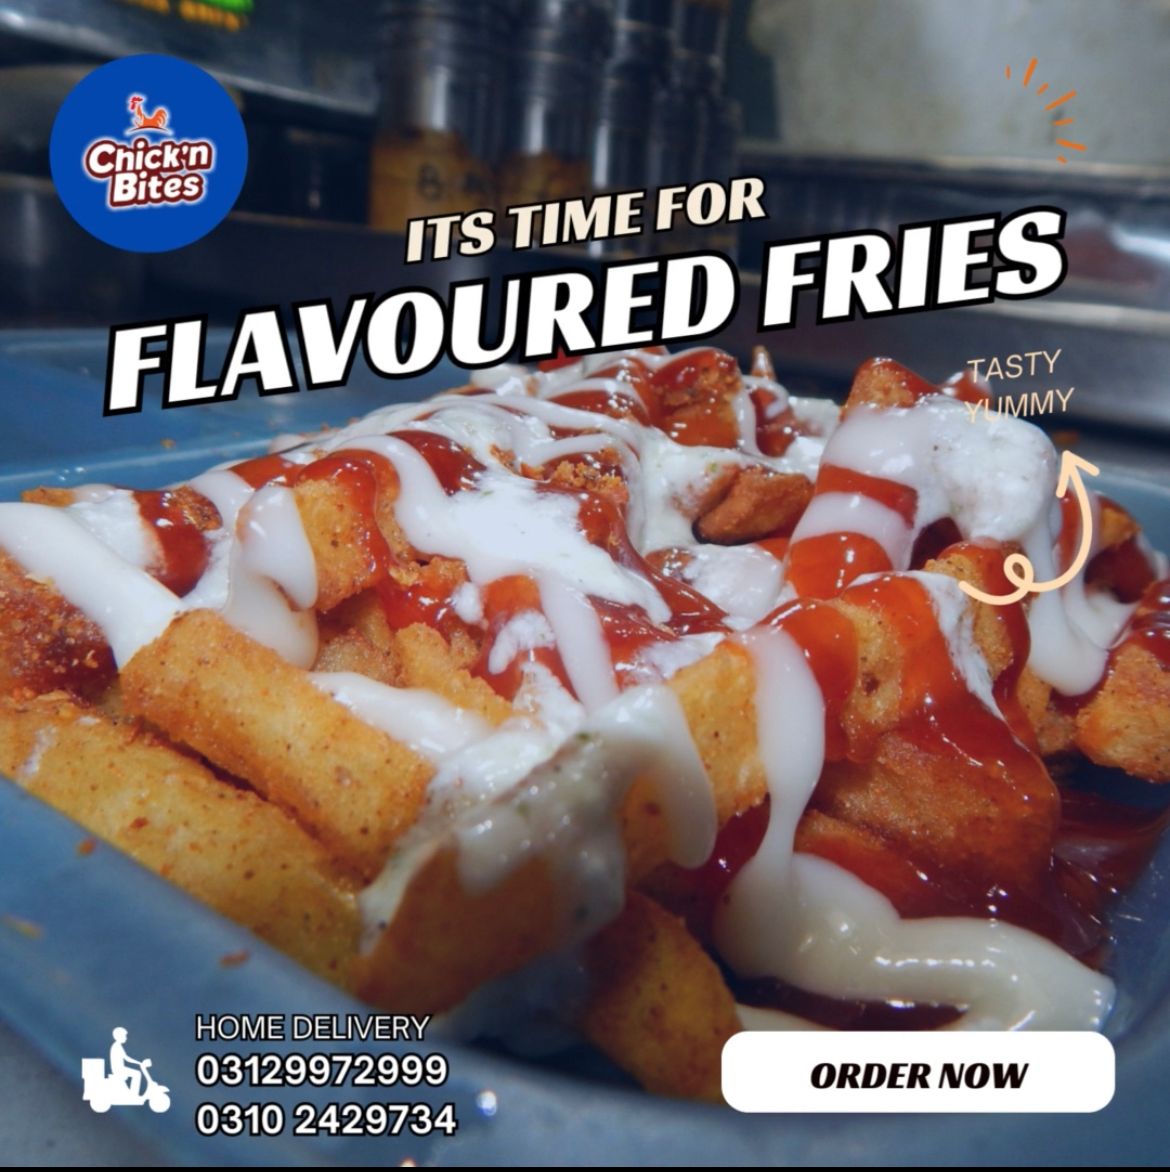 Chick'n
Bites
ITS TIME FOR
FLAVOURED FRIES
TASTY
YUMMY
HOME DELIVERY
03129972999
0310 2429734
ORDER NOW